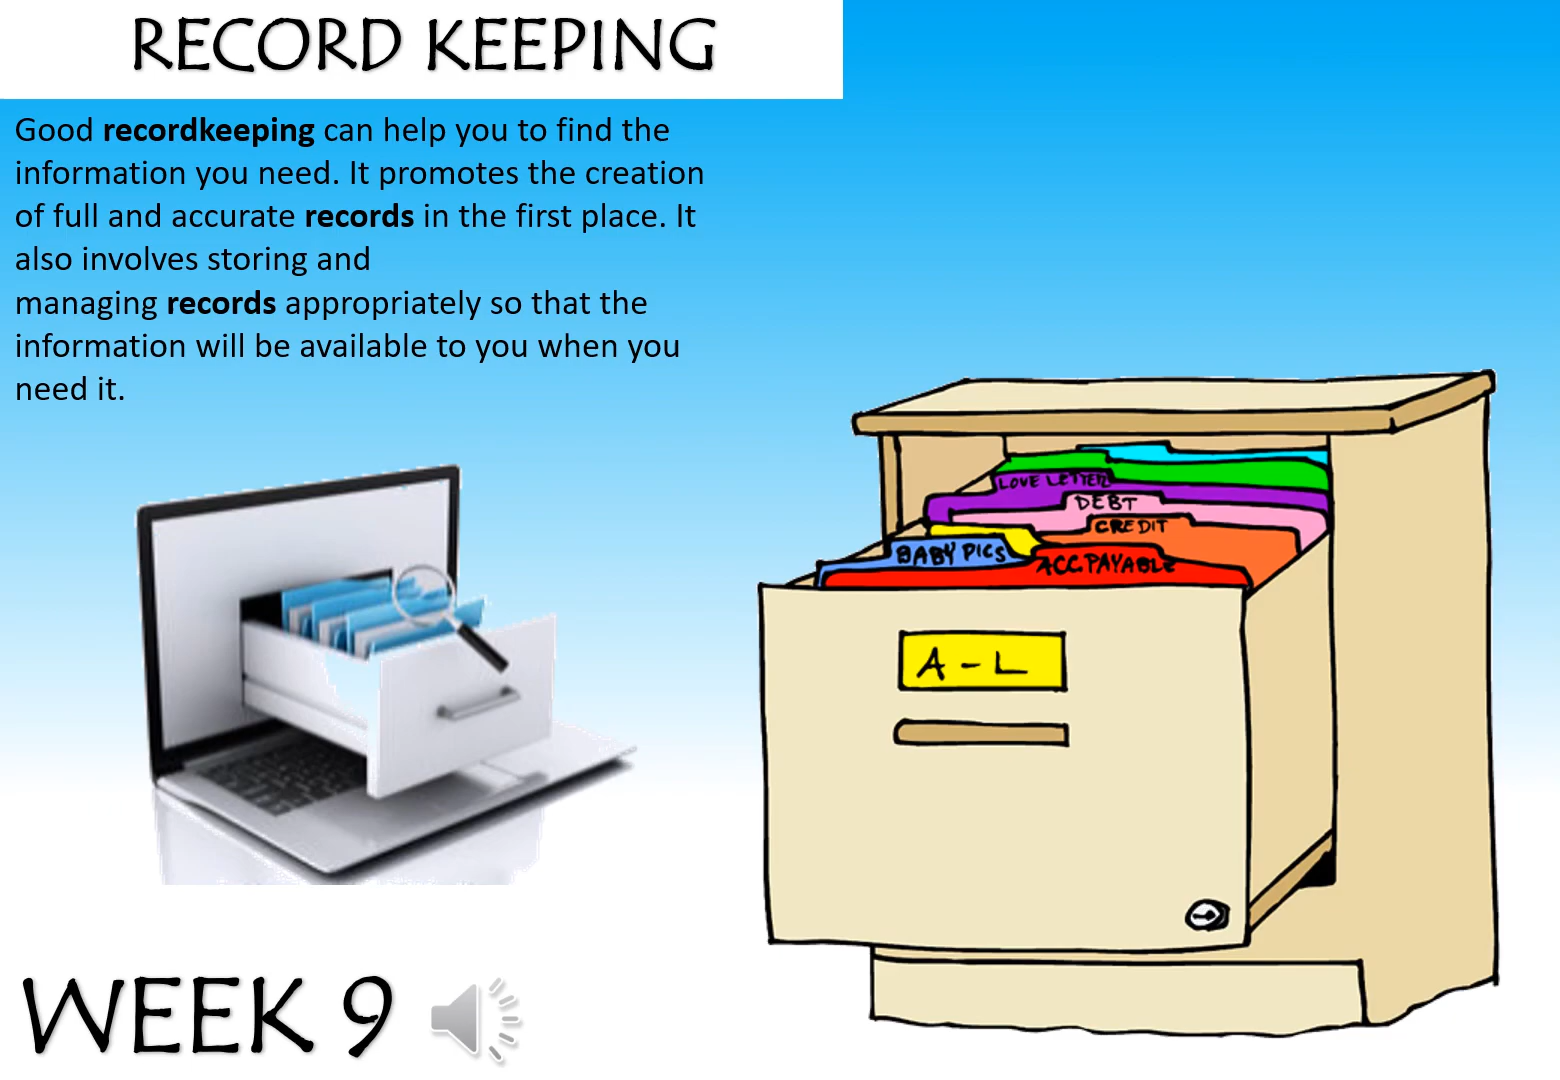 RECORD KEEPING
Good recordkeeping can help you to find the
information you need. It promotes the creation
of full and accurate records in the first place. It
also involves storing and
managing records appropriately so that the
information will be available to you when you
need it.
LOVE LETTER
DEBT
CREDIT
BABY PICS
ACC.PAYABLE
A-L
WEEK 9